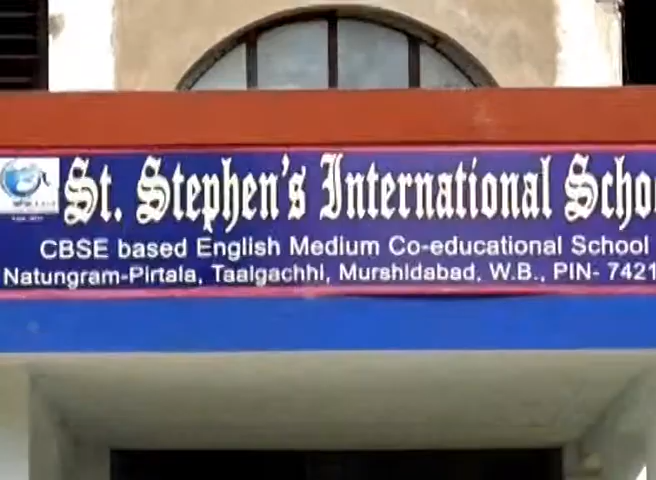 St. Stephen's International Scho
CBSE based English Medium Co-educational School
Natungram-Pirtala, Taalgachhi, Murshidabad, W.B., PIN- 7421